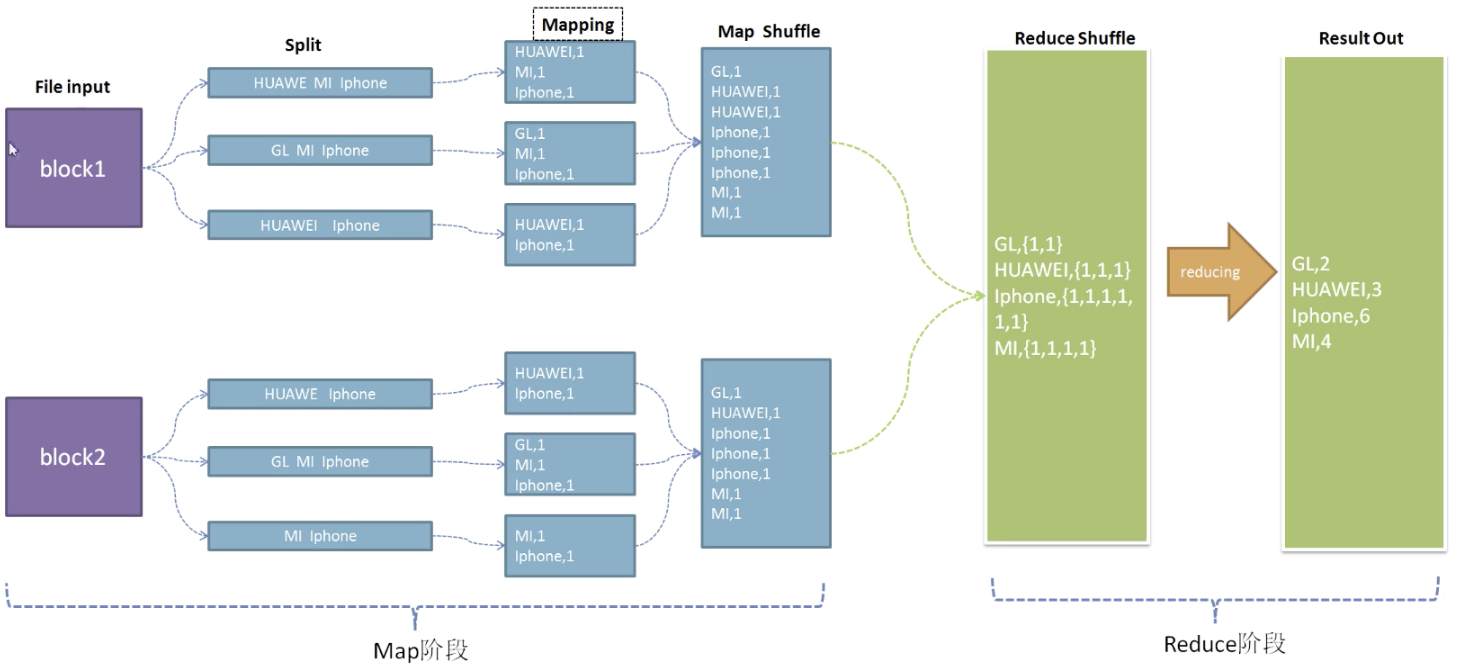 File input
Split
Mapping
Map Shuffle
Reduce Shuffle
Result Out
block1
HUAWE MI Iphone
GL MI Iphone
HUAWEI Iphone
HUAWEI,1
MI,1
Iphone,1
GL,1
MI,1
Iphone,1
HUAWEI,1
Iphone,1
GL,1
HUAWEI,1
HUAWEI,1
Iphone,1
Iphone,1
Iphone,1
MI,1
MI,1
block2
HUAWE Iphone
GL MI Iphone
MI Iphone
HUAWEI,1
Iphone,1
GL,1
MI,1
Iphone,1
MI,1
Iphone,1
GL,1
HUAWEI,1
Iphone,1
Iphone,1
Iphone,1
MI,1
MI,1
GL,{1,1}
HUAWEI,{1,1,1}
Iphone,{1,1,1,1,
1,1}
MI,{1,1,1,1}
reducing
GL,2
HUAWEI,3
Iphone,6
MI,4
Map阶段
Reduce阶段